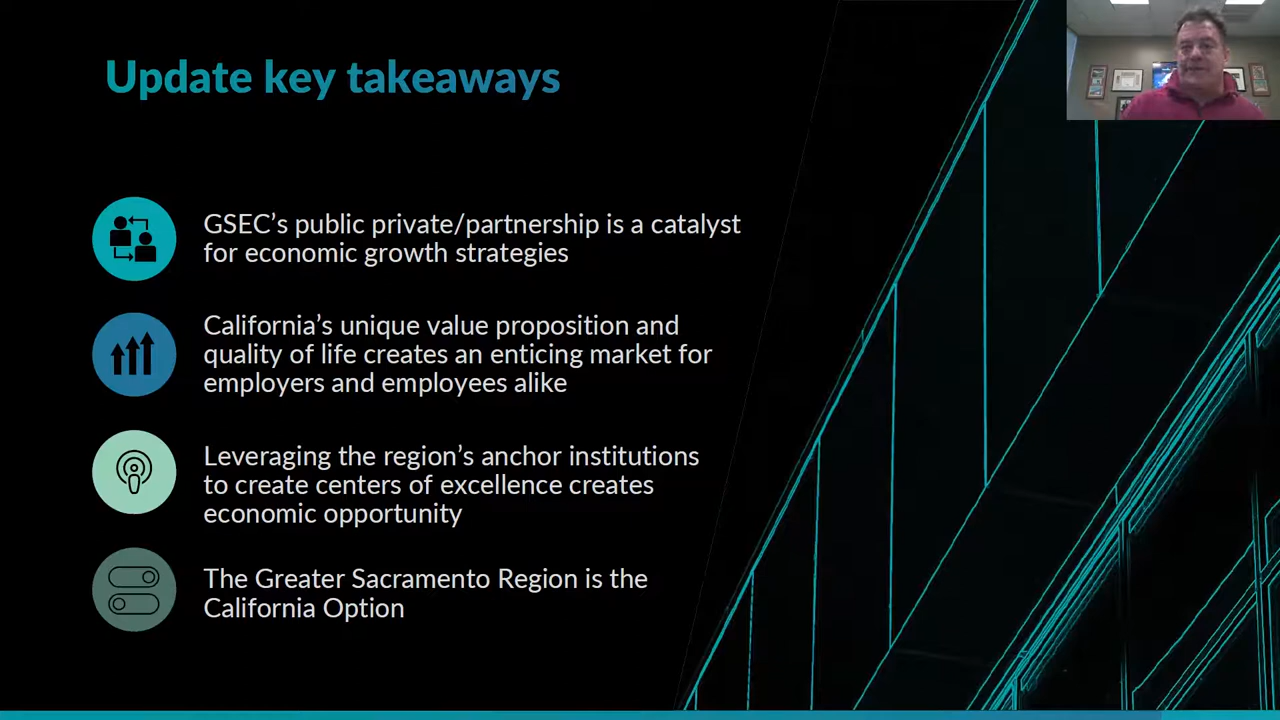 Update key takeaways
GSEC’s public private/partnership is a catalyst
for economic growth strategies
California’s unique value proposition and
quality of life creates an enticing market for
employers and employees alike
Leveraging the region’s anchor institutions
to create centers of excellence creates
economic opportunity
The Greater Sacramento Region is the
California Option